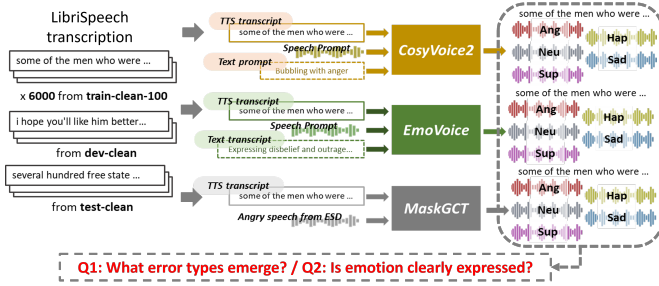 LibriSpeech
transcription
some of the men who were ...
x 6000 from train-clean-100
i hope you'll like him better...
from dev-clean
several hundred free state ...
from test-clean
TTS transcript
some of the men who were ...
Speech Prompt
Text prompt
Bubbling with anger
CosyVoice2
TTS transcript
some of the men who were ...
Speech Prompt
Text transcript
Expressing disbelief and outrage...
EmoVoice
TTS transcript
some of the men who were ...
Angry speech from ESD
MaskGCT
some of the men who were ...
Ang
Hap
Neu
Sad
Sup
some of the men who were ...
Ang
Hap
Neu
Sad
Sup
some of the men who were ...
Ang
Hap
Neu
Sad
Sup
Q1: What error types emerge? / Q2: Is emotion clearly expressed?